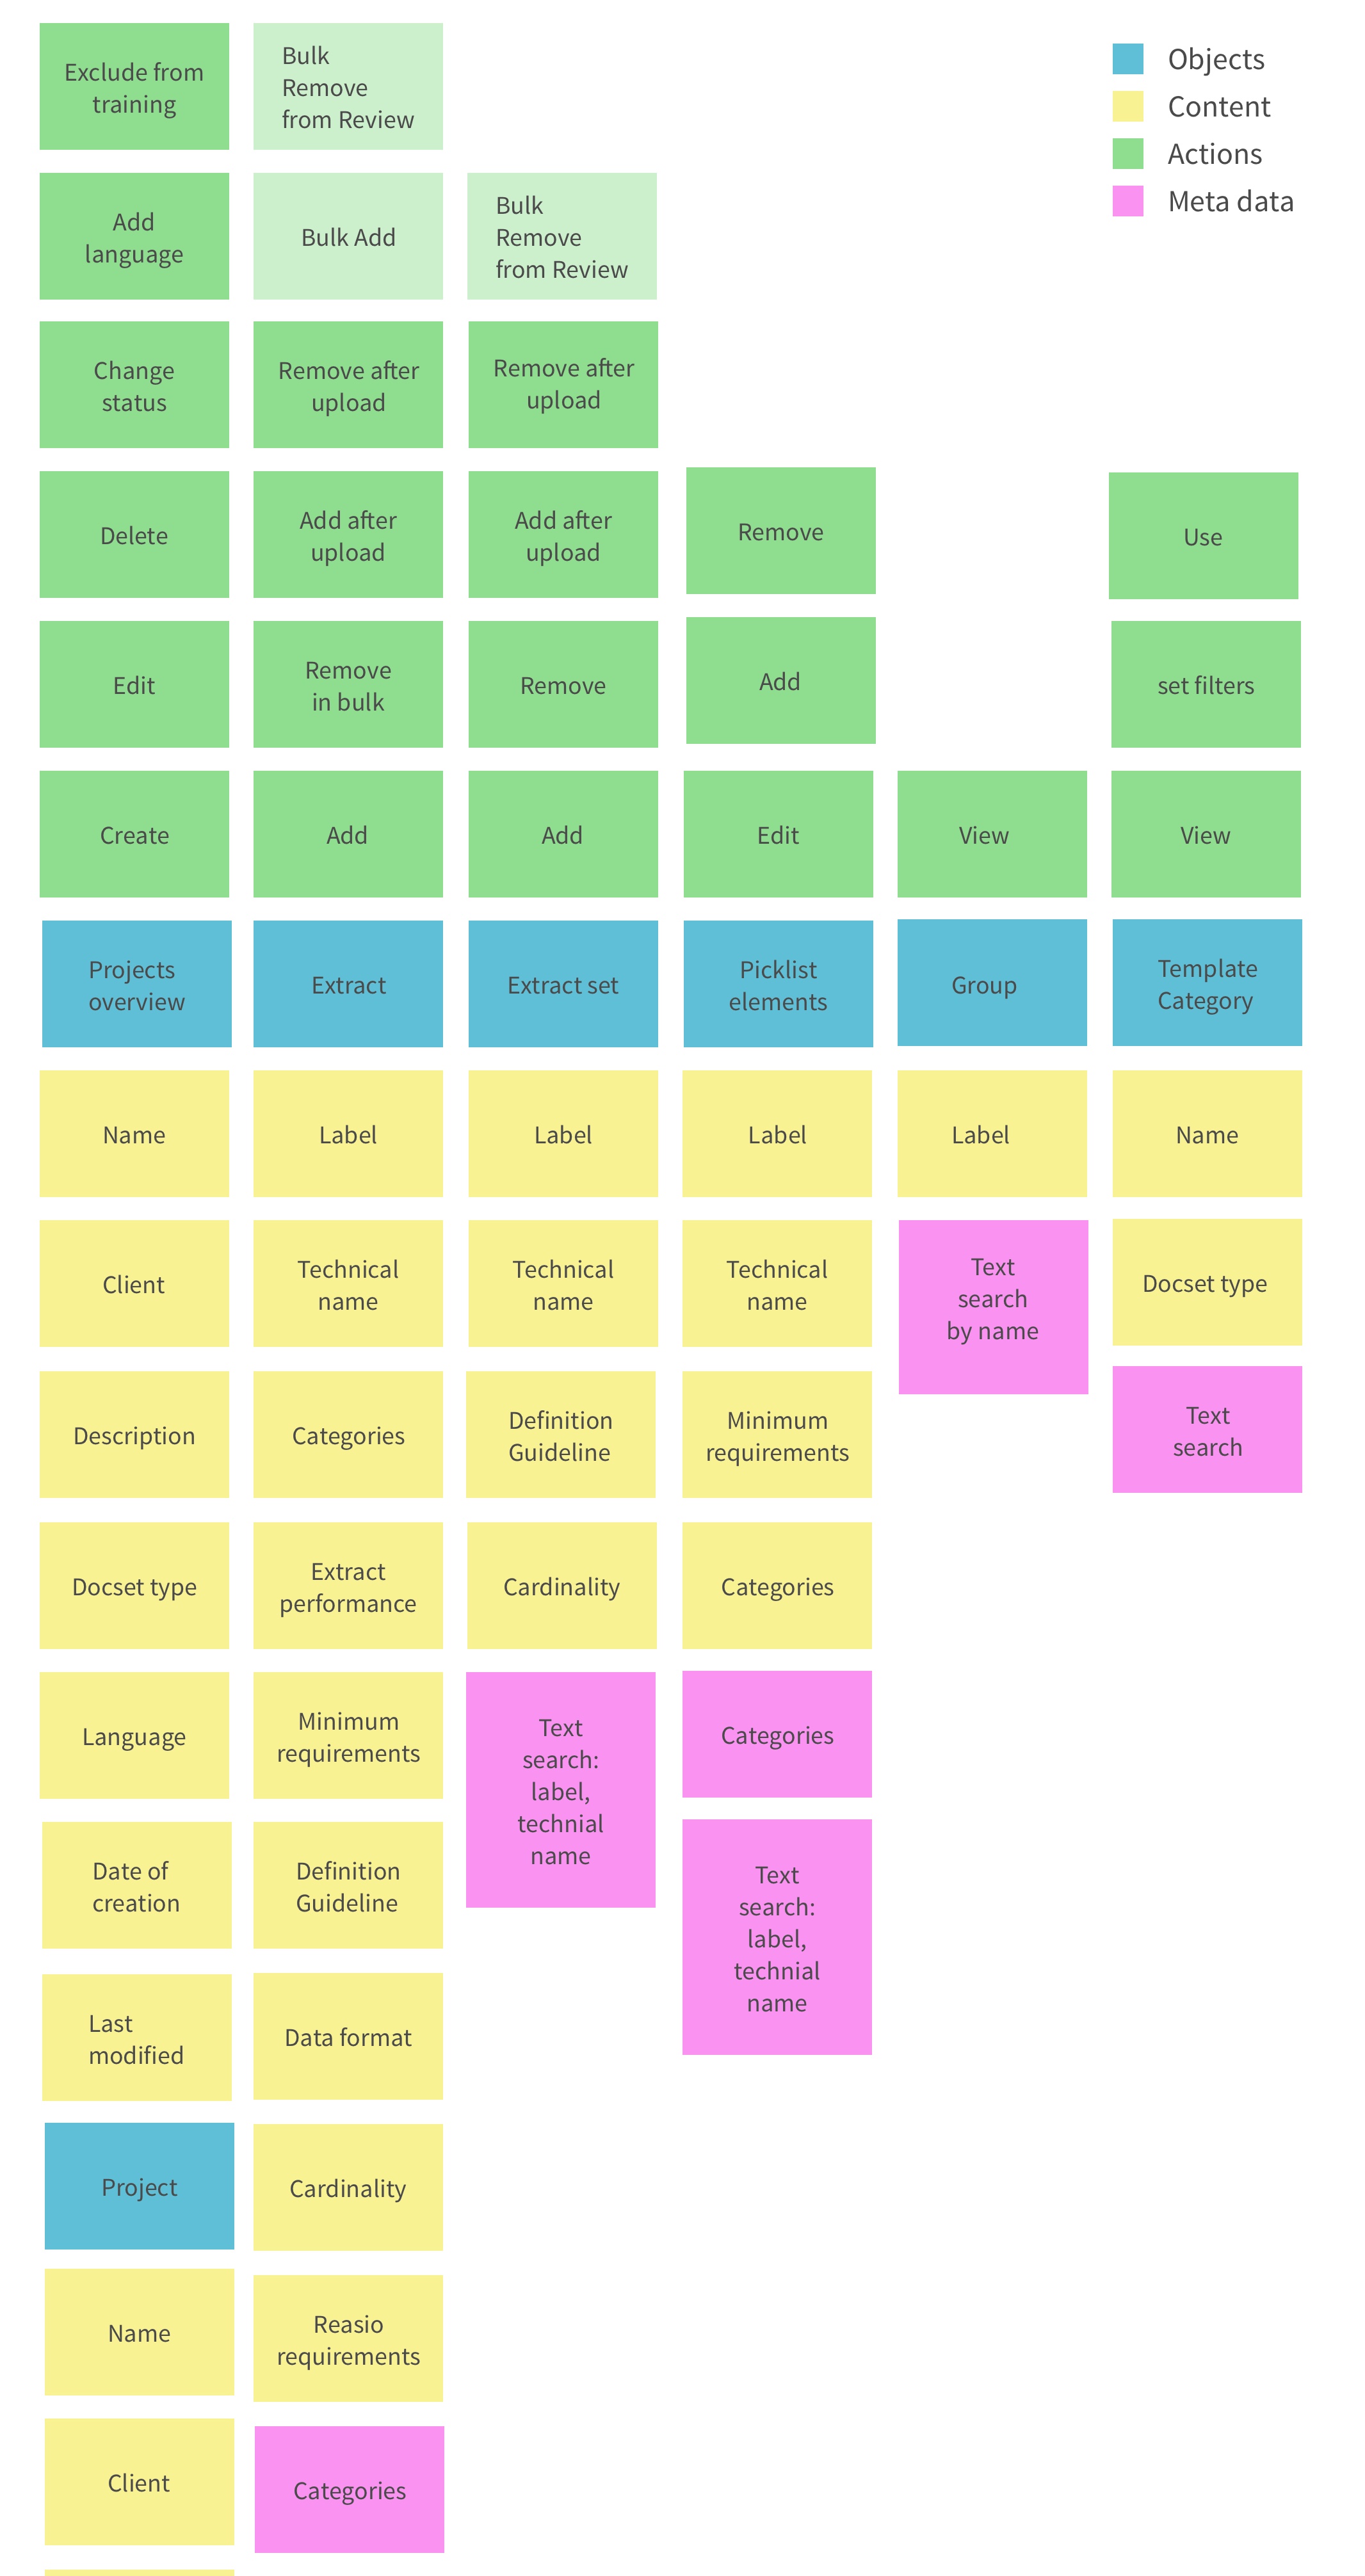 Exclude from
training
Bulk
Remove
from Review
Objects
Content
Actions
Meta data
Add
language
Bulk Add
Bulk
Remove
from Review
Change
status
Remove after
upload
Remove after
upload
Delete
Add after
upload
Add after
upload
Remove
Use
Edit
Remove
in bulk
Remove
Add
set filters
Create
Add
Add
Edit
View
View
Projects
overview
Extract
Extract set
Picklist
elements
Group
Template
Category
Name
Label
Label
Label
Label
Name
Client
Technical
name
Technical
name
Technical
name
Text
search
by name
Docset type
Description
Categories
Definition
Guideline
Minimum
requirements
Text
search
Docset type
Extract
performance
Cardinality
Categories
Language
Minimum
requirements
Text
search:
label,
technial
name
Categories
Date of
creation
Definition
Guideline
Text
search:
label,
technial
name
Last
modified
Data format
Project
Cardinality
Name
Reasio
requirements
Client
Categories